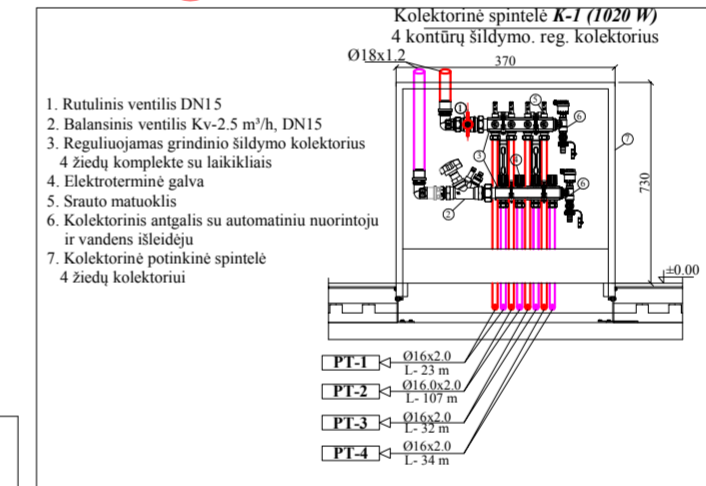 Kolektorinė spintelė K-1 (1020 W)
4 kontūrų šildymo. reg. kolektorius
Ø18x1.2
370
1. Rutulinis ventilis DN15
2. Balansinis ventilis Kv-2.5 m³/h, DN15
3. Reguliuojamas grindinio šildymo kolektorius
4 žiedų komplekte su laikikliais
4. Elektroterminė galva
5. Srauto matuoklis
6. Kolektorinis antgalis su automatiniu nuorintoju
ir vandens išleidėju
7. Kolektorinė potinkinė spintelė
4 žiedų kolektoriui
1
5
6
7
3
4
6
2
730
±0.00
PT-1
Ø16x2.0
L- 23 m
PT-2
Ø16.0x2.0
L- 107 m
PT-3
Ø16x2.0
L- 32 m
PT-4
Ø16x2.0
L- 34 m